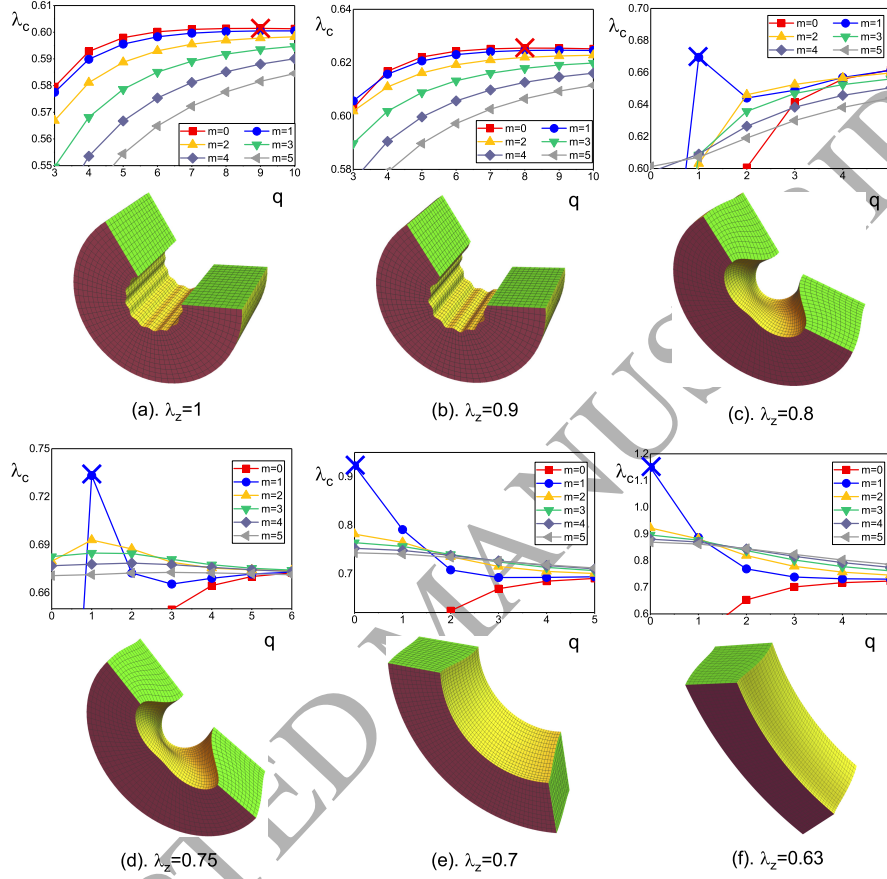 λc
0.60
0.59
0.58
0.57
0.56
0.55
3 4 5 6 7 8 9 10
m=0 m=1
m=2 m=3
m=4 m=5
q
λc
0.64
0.62
0.60
0.58
3 4 5 6 7 8 9 10
m=0 m=1
m=2 m=3
m=4 m=5
q
λc
0.70
0.68
0.66
0.64
0.62
0.60
0 1 2 3 4
m=0 m=1
m=2 m=3
m=4 m=5
q
(a). λz=1
(b). λz=0.9
(c). λz=0.8
λc
0.75
0.72
0.69
0.66
0 1 2 3 4 5 6
m=0
m=1
m=2
m=3
m=4
m=5
q
λc
0.9
0.8
0.7
0 1 2 3 4 5
m=0
m=1
m=2
m=3
m=4
m=5
q
λc
1.2
1.1
1.0
0.9
0.8
0.7
0.6
0 1 2 3 4
m=0
m=1
m=2
m=3
m=4
m=5
q
(d). λz=0.75
(e). λz=0.7
(f). λz=0.63